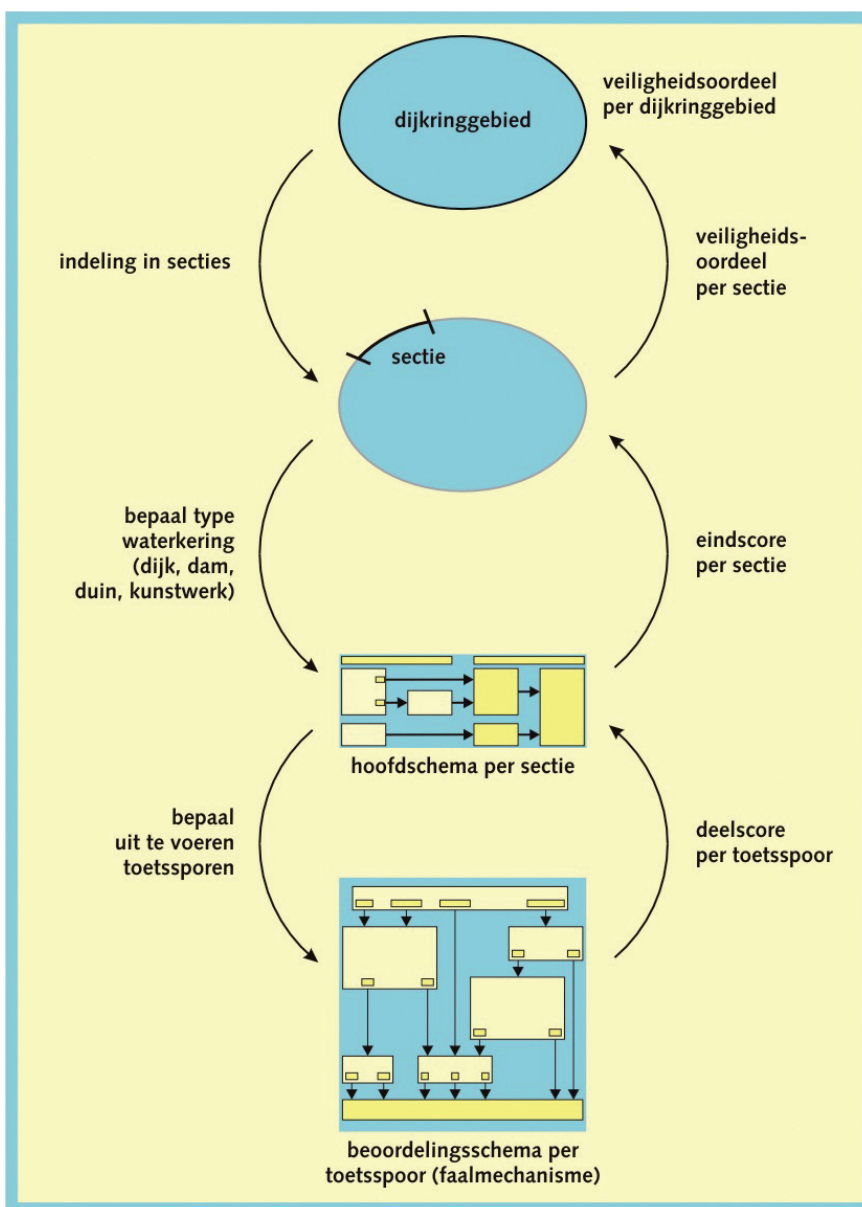 dijkringgebied
veiligheidsoordeel
per dijkringgebied
indeling in secties
veiligheids-
oordeel
per sectie
sectie
bepaal type
waterkering
(dijk, dam,
duin, kunstwerk)
eindscore
per sectie
hoofdschema per sectie
bepaal
uit te voeren
toetssporen
deelscore
per toetsspoor
beoordelingsschema per
toetsspoor (faalmechanisme)